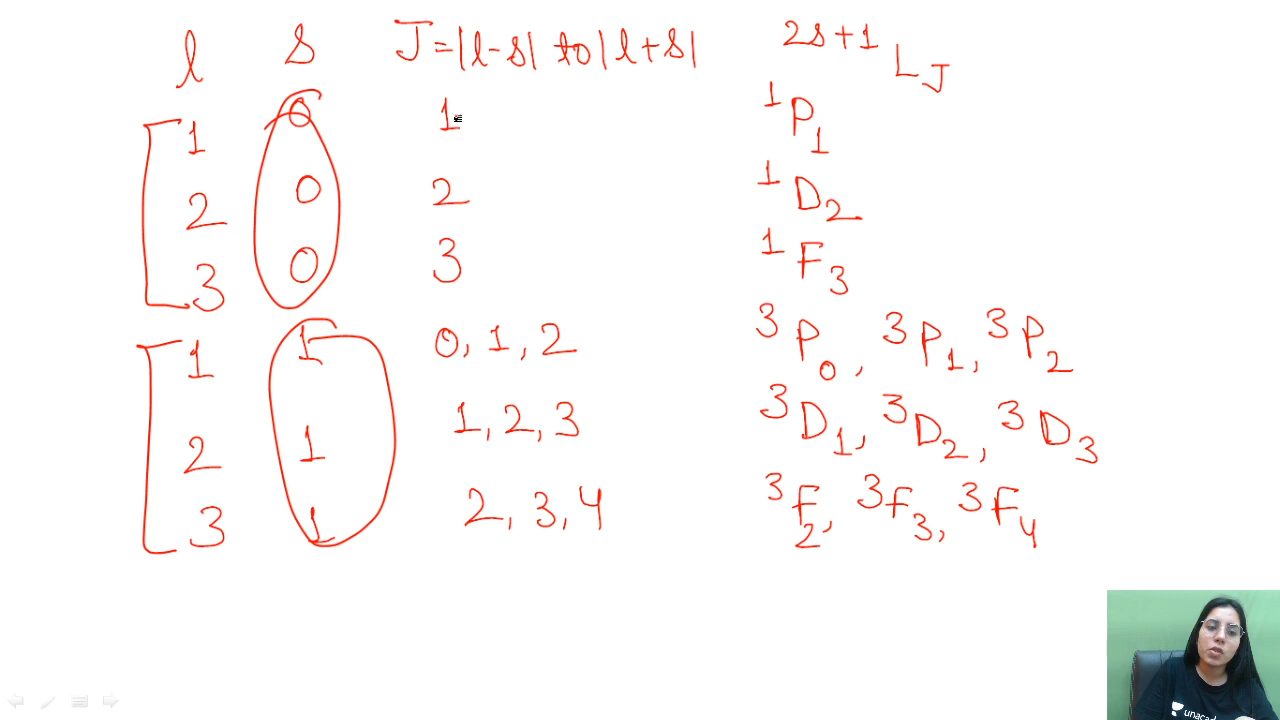 l s J = |l-s| to |l+s| 2s+1 L J
1 0 1 ¹P₁
2 0 2 ¹D₂
3 0 3 ¹F₃
1 1 0, 1, 2 ³P₀, ³P₁, ³P₂
2 1 1, 2, 3 ³D₁, ³D₂, ³D₃
3 1 2, 3, 4 ³F₂, ³F₃, ³F₄